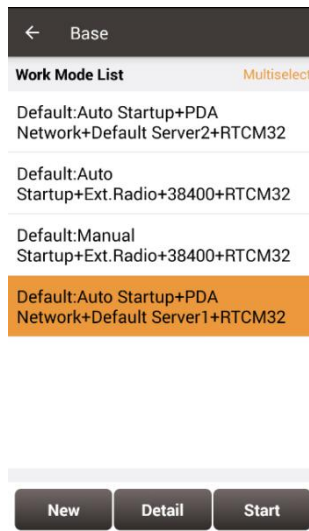 Base
Work Mode List Multiselect
Default:Auto Startup+PDA
Network+Default Server2+RTCM32
Default:Auto
Startup+Ext.Radio+38400+RTCM32
Default:Manual
Startup+Ext.Radio+38400+RTCM32
Default:Auto Startup+PDA
Network+Default Server1+RTCM32
New Detail Start